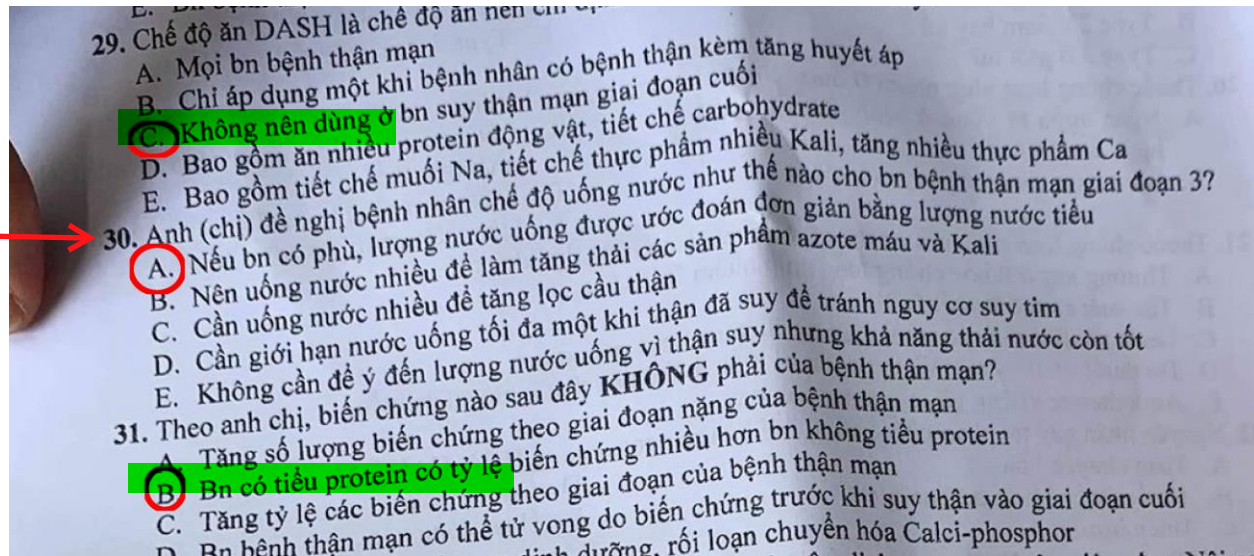 29. Chế độ ăn DASH là chế độ ăn nên
A. Mọi bn bệnh thận mạn
B. Chỉ áp dụng một khi bệnh nhân có bệnh thận kèm tăng huyết áp
C. Không nên dùng ở bn suy thận mạn giai đoạn cuối
D. Bao gồm ăn nhiều protein động vật, tiết chế carbohydrate
E. Bao gồm tiết chế muối Na, tiết chế thực phẩm nhiều Kali, tăng nhiều thực phẩm Ca
30. Anh (chị) đề nghị bệnh nhân chế độ uống nước như thế nào cho bn bệnh thận mạn giai đoạn 3?
A. Nếu bn có phù, lượng nước uống được ước đoán đơn giản bằng lượng nước tiểu
B. Nên uống nước nhiều để làm tăng thải các sản phẩm azote máu và Kali
C. Cần uống nước nhiều để tăng lọc cầu thận
D. Cần giới hạn nước uống tối đa một khi thận đã suy để tránh nguy cơ suy tim
E. Không cần để ý đến lượng nước uống vì thận suy nhưng khả năng thải nước còn tốt
31. Theo anh chị, biến chứng nào sau đây KHÔNG phải của bệnh thận mạn?
A. Tăng số lượng biến chứng theo giai đoạn nặng của bệnh thận mạn
B. Bn có tiểu protein có tỷ lệ biến chứng nhiều hơn bn không tiểu protein
C. Tăng tỷ lệ các biến chứng theo giai đoạn của bệnh thận mạn
D. Bn bệnh thận mạn có thể tử vong do biến chứng trước khi suy thận vào giai đoạn cuối
dưỡng, rối loạn chuyển hóa Calci-phosphor